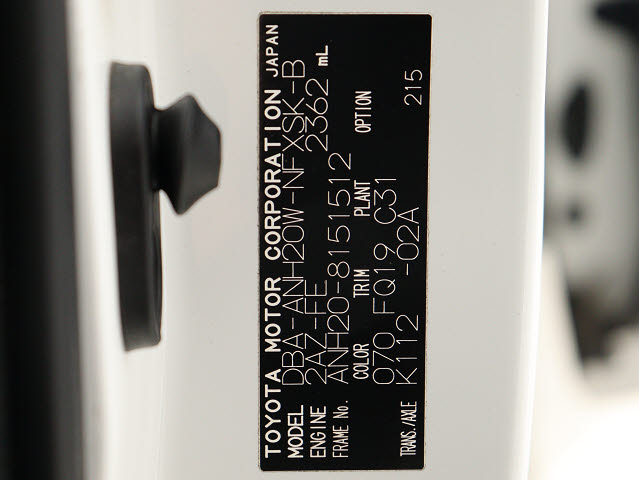 TOYOTA MOTOR CORPORATION JAPAN
MODEL DBA-ANH20W-NFXSK-B
ENGINE 2AZ-FE 2362 mL
FRAME No. ANH20-8151512
COLOR TRIM PLANT OPTION
070 FQ19 C31
TRANS./AXLE K112 -02A 215